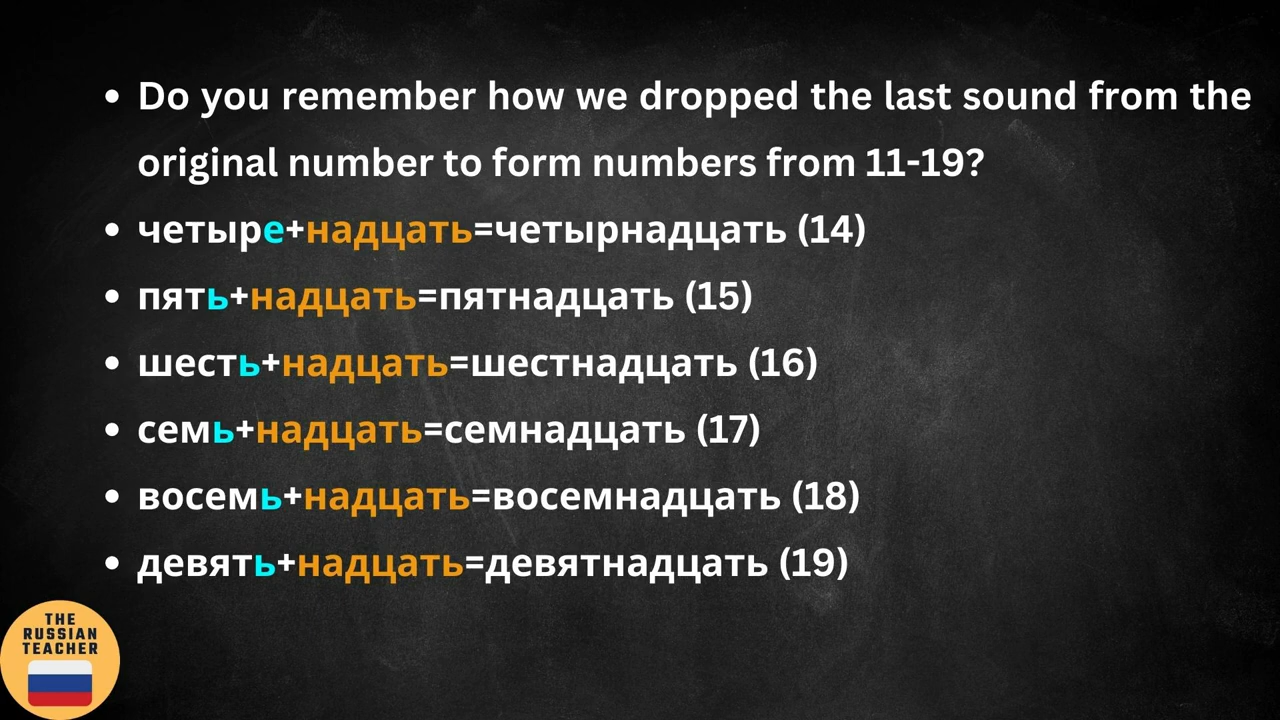 • Do you remember how we dropped the last sound from the
original number to form numbers from 11-19?
• четыре+надцать=четырнадцать (14)
• пять+надцать=пятнадцать (15)
• шесть+надцать=шестнадцать (16)
• семь+надцать=семнадцать (17)
• восемь+надцать=восемнадцать (18)
• девять+надцать=девятнадцать (19)
THE
RUSSIAN
TEACHER